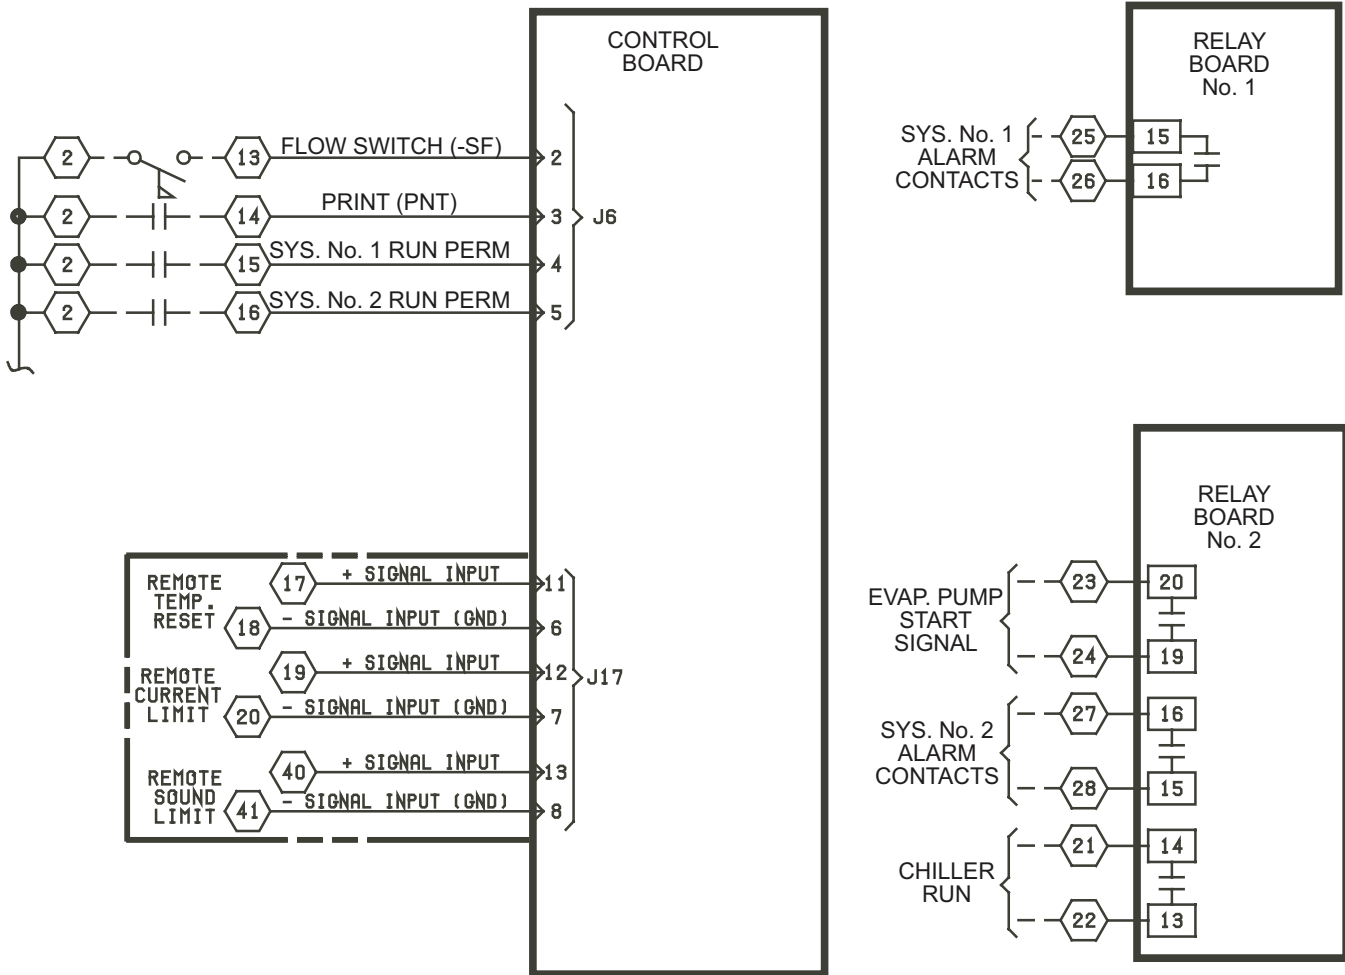 CONTROL
BOARD
2 13 FLOW SWITCH (-SF) 2
2 14 PRINT (PNT) 3
J6
2 15 SYS. No. 1 RUN PERM 4
2 16 SYS. No. 2 RUN PERM 5
REMOTE
TEMP.
RESET
17 + SIGNAL INPUT 11
18 - SIGNAL INPUT (GND) 6
REMOTE
CURRENT
LIMIT
19 + SIGNAL INPUT 12
J17
20 - SIGNAL INPUT (GND) 7
REMOTE
SOUND
LIMIT
40 + SIGNAL INPUT 13
41 - SIGNAL INPUT (GND) 8
RELAY
BOARD
No. 1
SYS. No. 1
ALARM
CONTACTS
25 15
26 16
RELAY
BOARD
No. 2
EVAP. PUMP
START
SIGNAL
23 20
24 19
SYS. No. 2
ALARM
CONTACTS
27 16
28 15
CHILLER
RUN
21 14
22 13